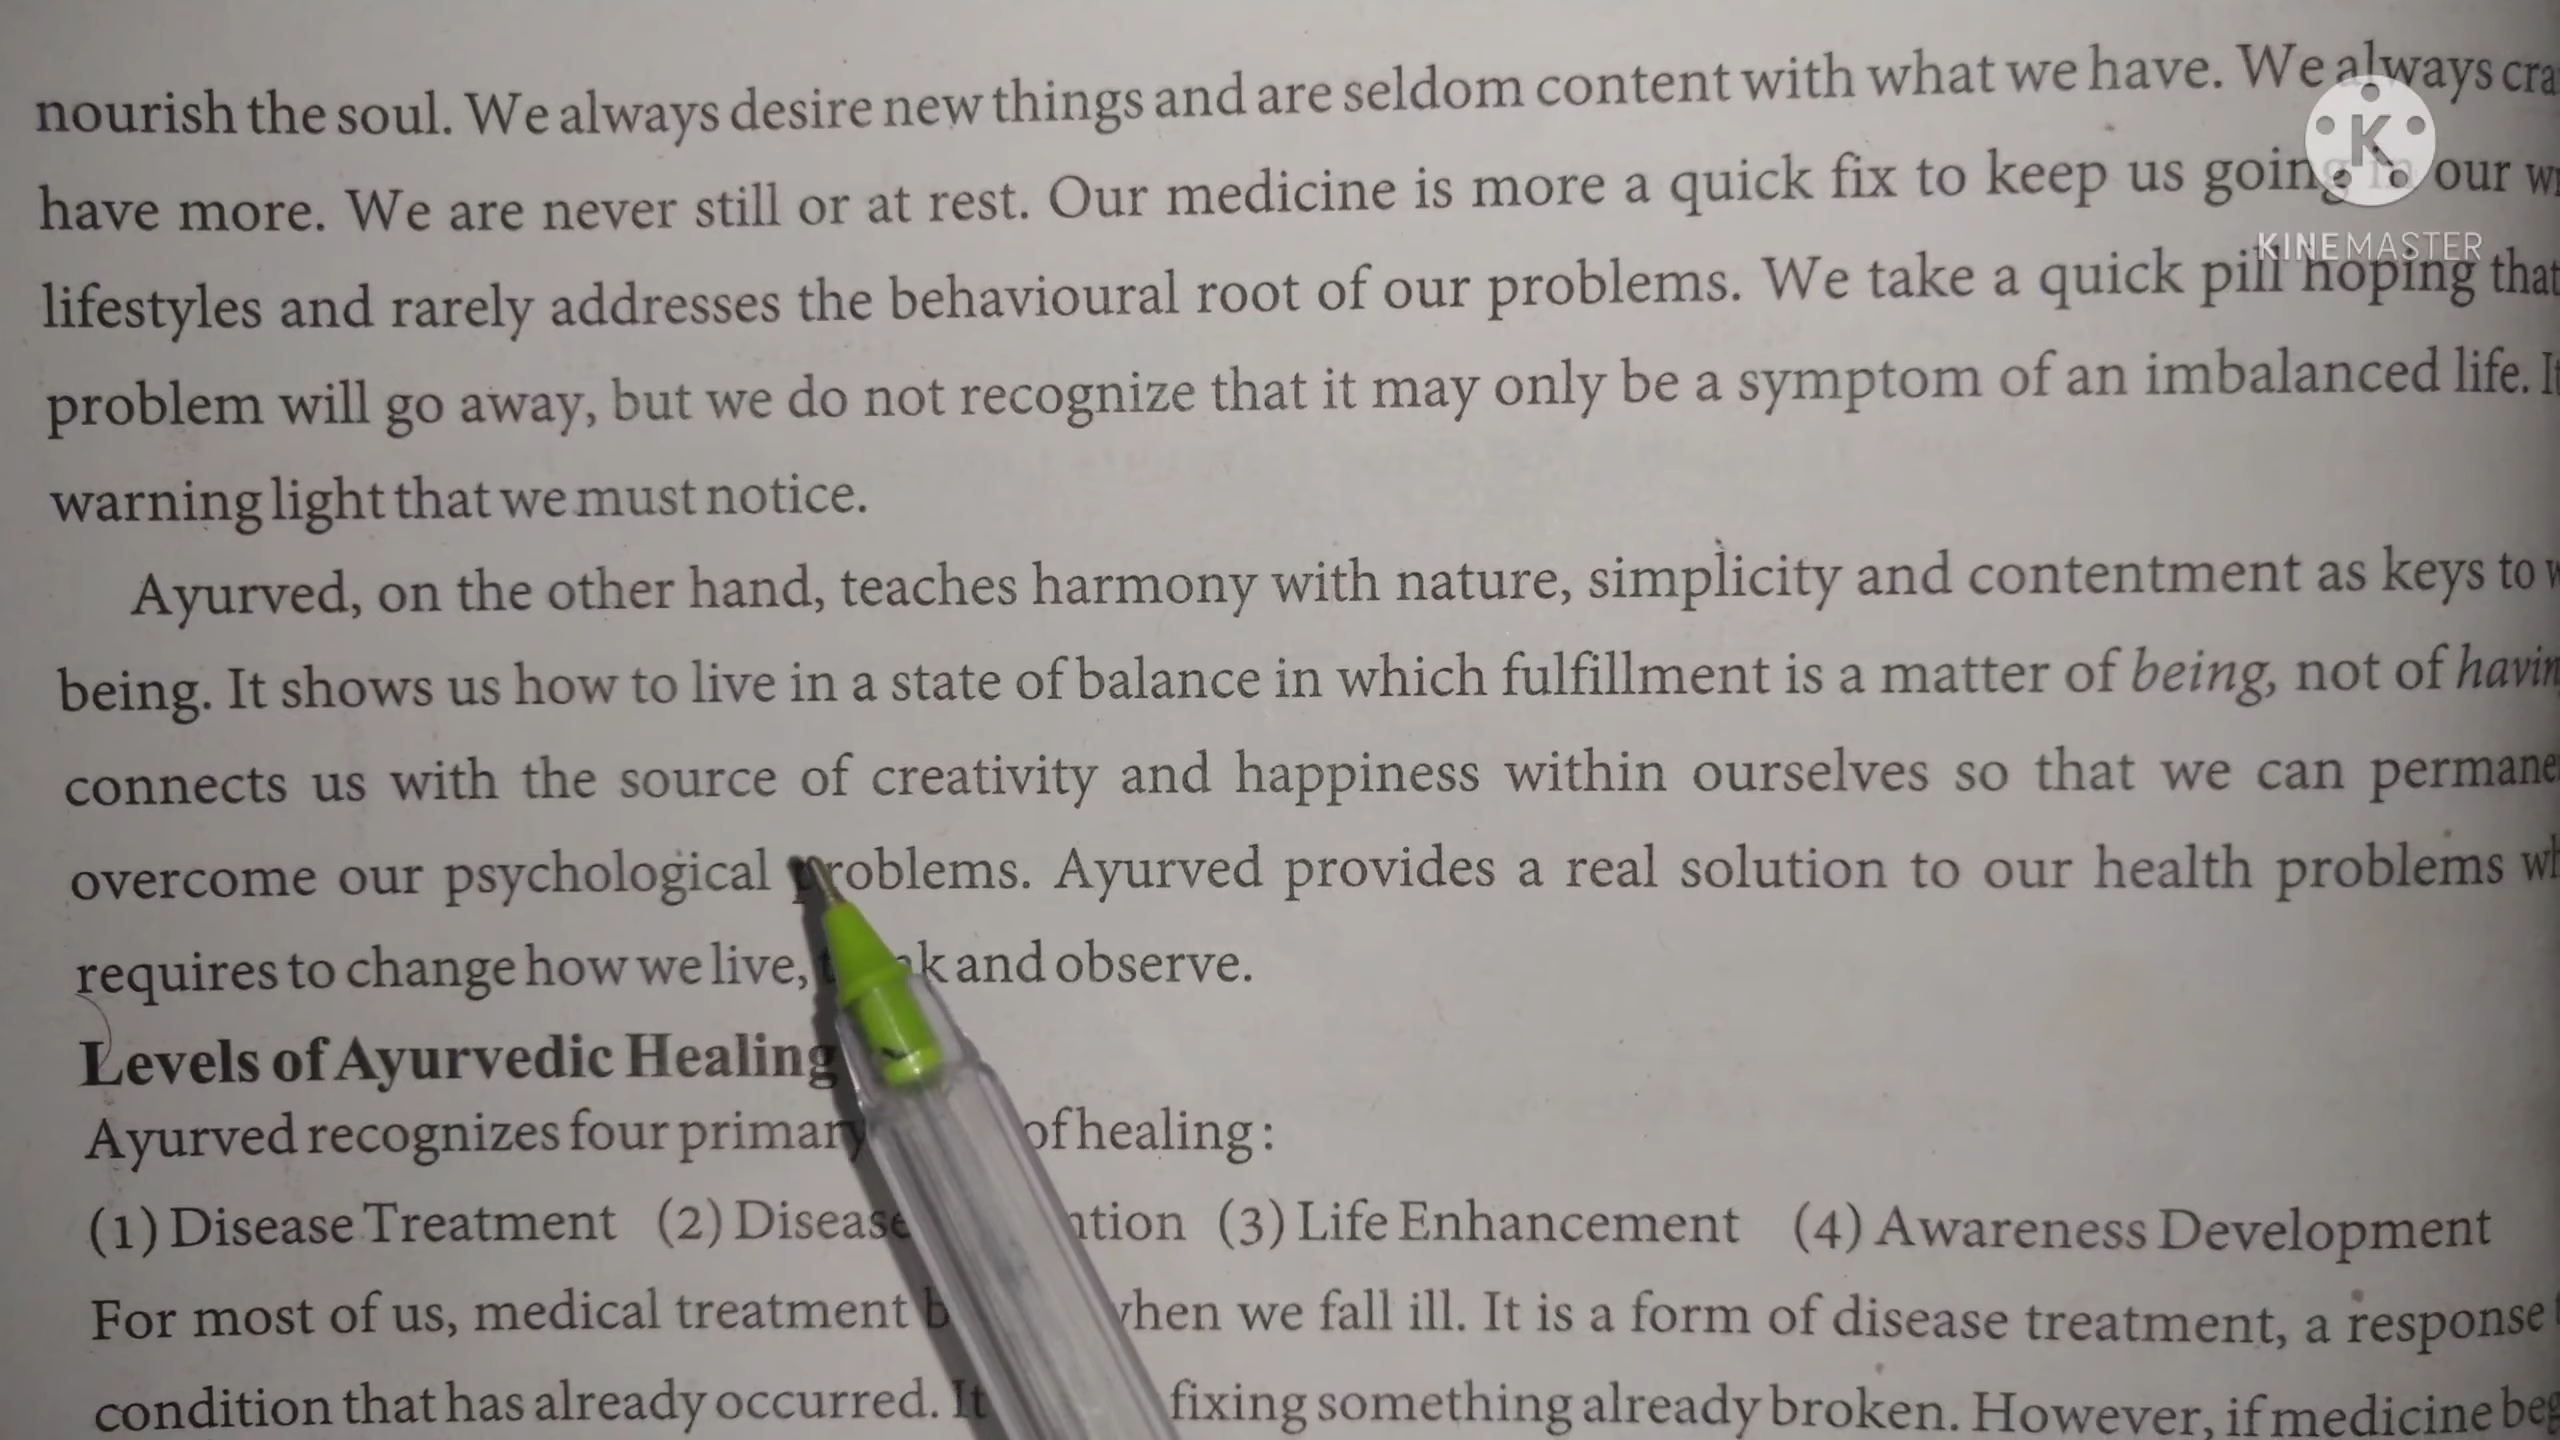 nourish the soul. We always desire new things and are seldom content with what we have. We always
have more. We are never still or at rest. Our medicine is more a quick fix to keep us going in our
KINEMASTER
lifestyles and rarely addresses the behavioural root of our problems. We take a quick pill hoping that
problem will go away, but we do not recognize that it may only be a symptom of an imbalanced life.
warning light that we must notice.
Ayurved, on the other hand, teaches harmony with nature, simplicity and contentment as keys to
being. It shows us how to live in a state of balance in which fulfillment is a matter of being, not of
connects us with the source of creativity and happiness within ourselves so that we can
overcome our psychological problems. Ayurved provides a real solution to our health problems
requires to change how we live, and observe.
Levels of Ayurvedic Healing
Ayurved recognizes four primary of healing :
(1) Disease Treatment (2) Disease (3) Life Enhancement (4) Awareness Development
For most of us, medical treatment when we fall ill. It is a form of disease treatment, a response
condition that has already occurred. It fixing something already broken. However, if medicine